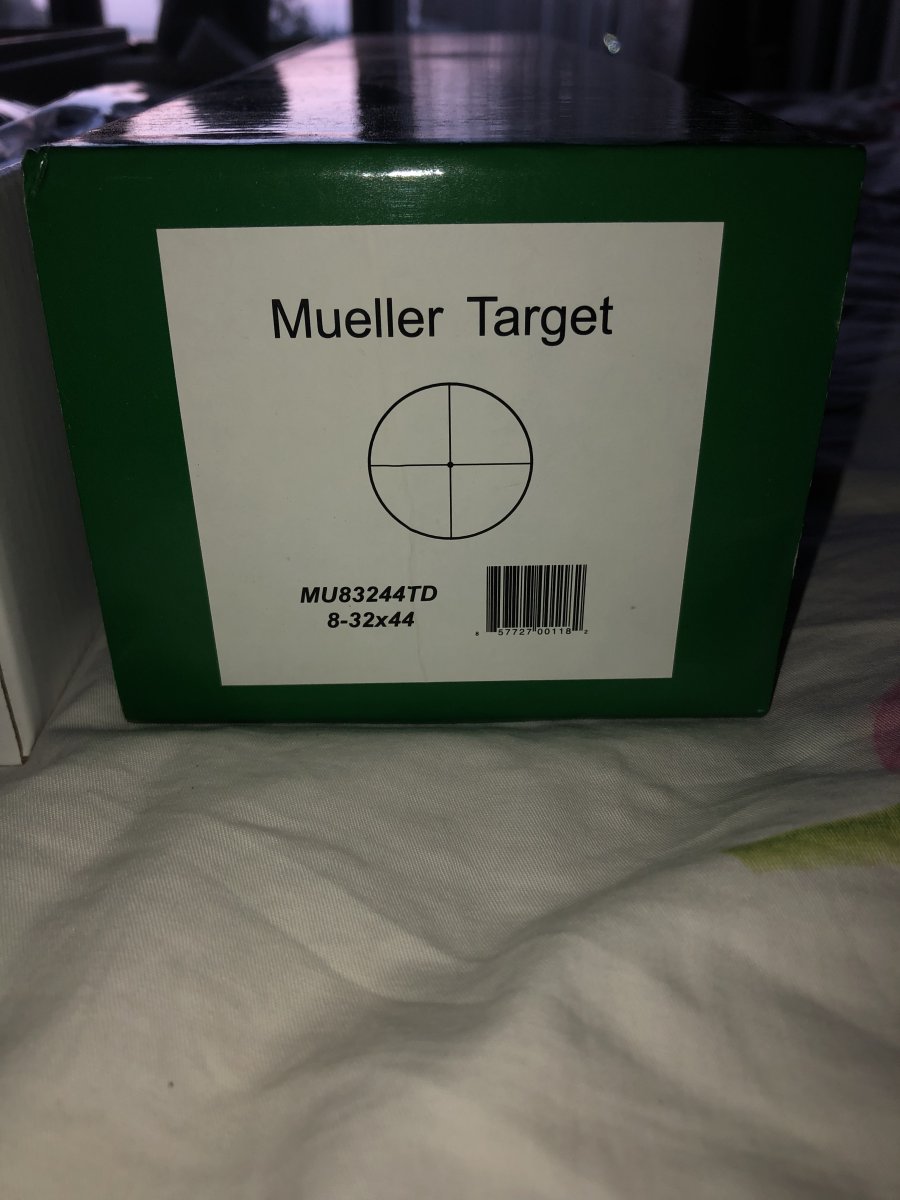 Mueller Target
MU83244TD
8-32x44
8 57727 00118 2